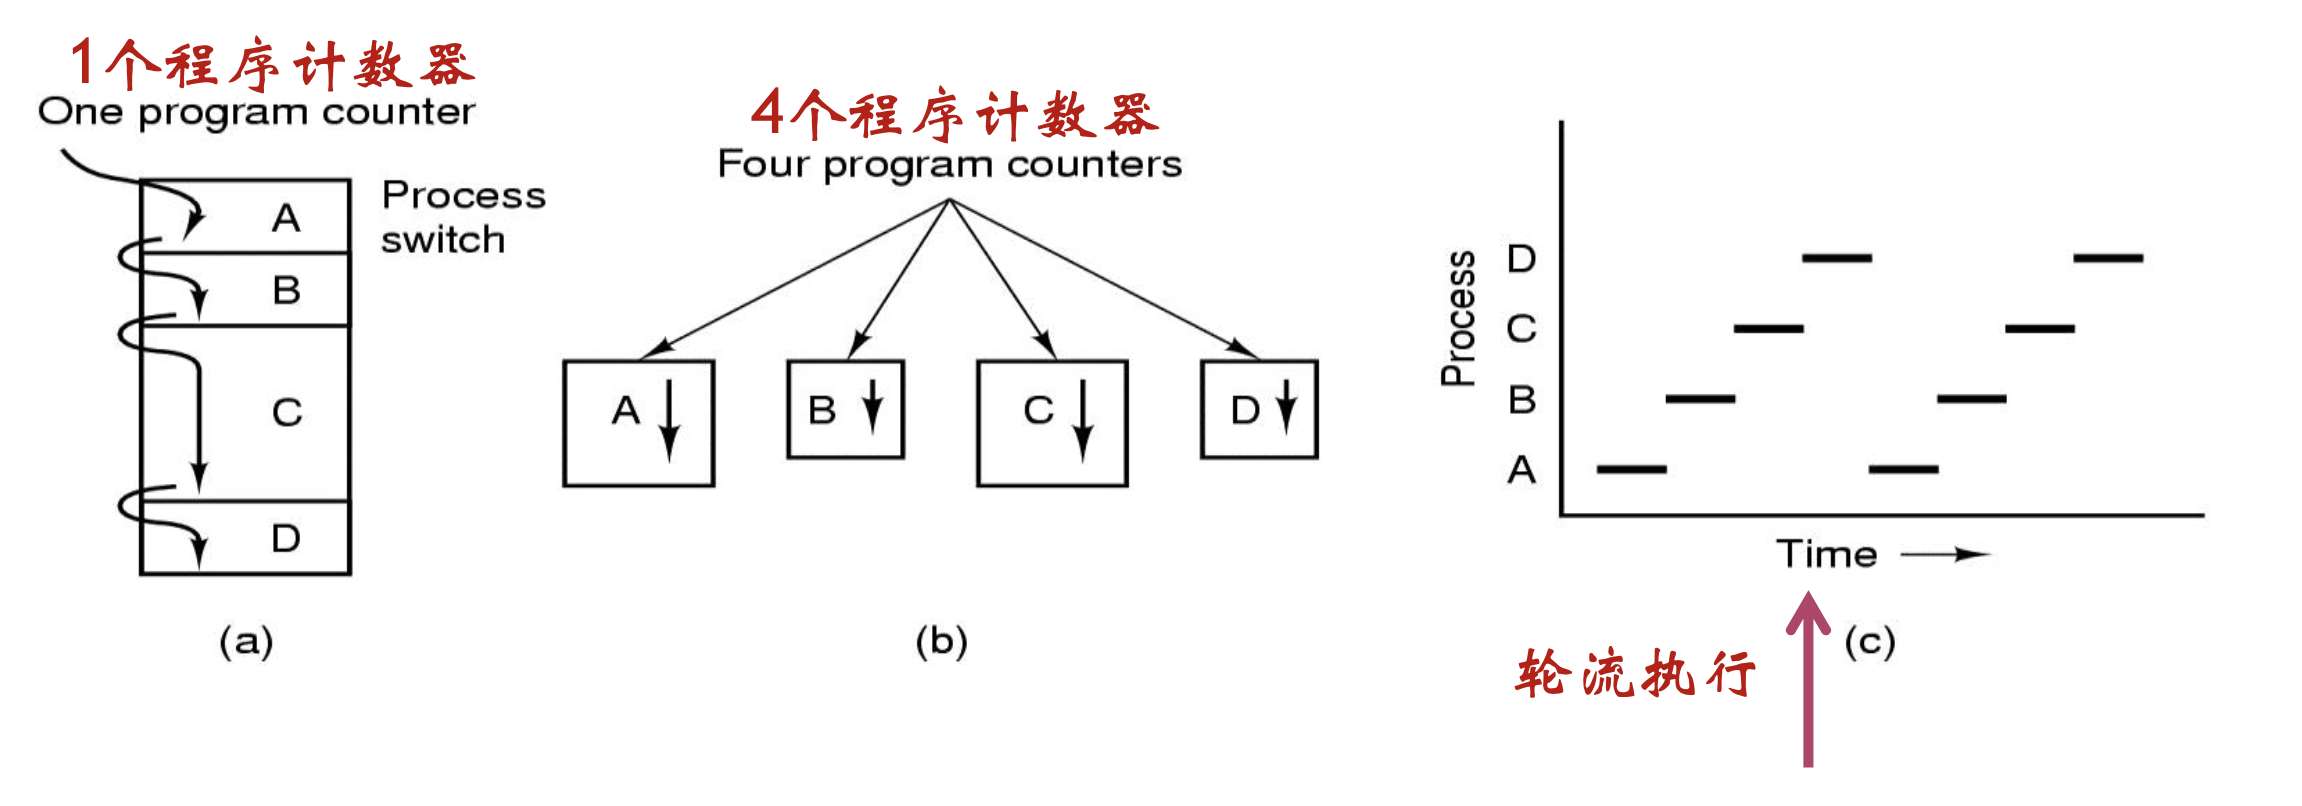 1个程序计数器
One program counter
Process
switch
A
B
C
D
(a)
4个程序计数器
Four program counters
A
B
C
D
(b)
Process
D
C
B
A
Time
轮流执行
(c)